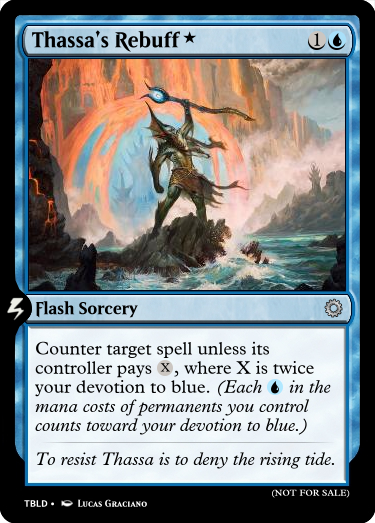 Thassa's Rebuff★ 1
Flash Sorcery
Counter target spell unless its
controller pays X, where X is twice
your devotion to blue. (Each in the
mana costs of permanents you control
counts toward your devotion to blue.)
To resist Thassa is to deny the rising tide.
(NOT FOR SALE)
TBLD • Lucas Graciano